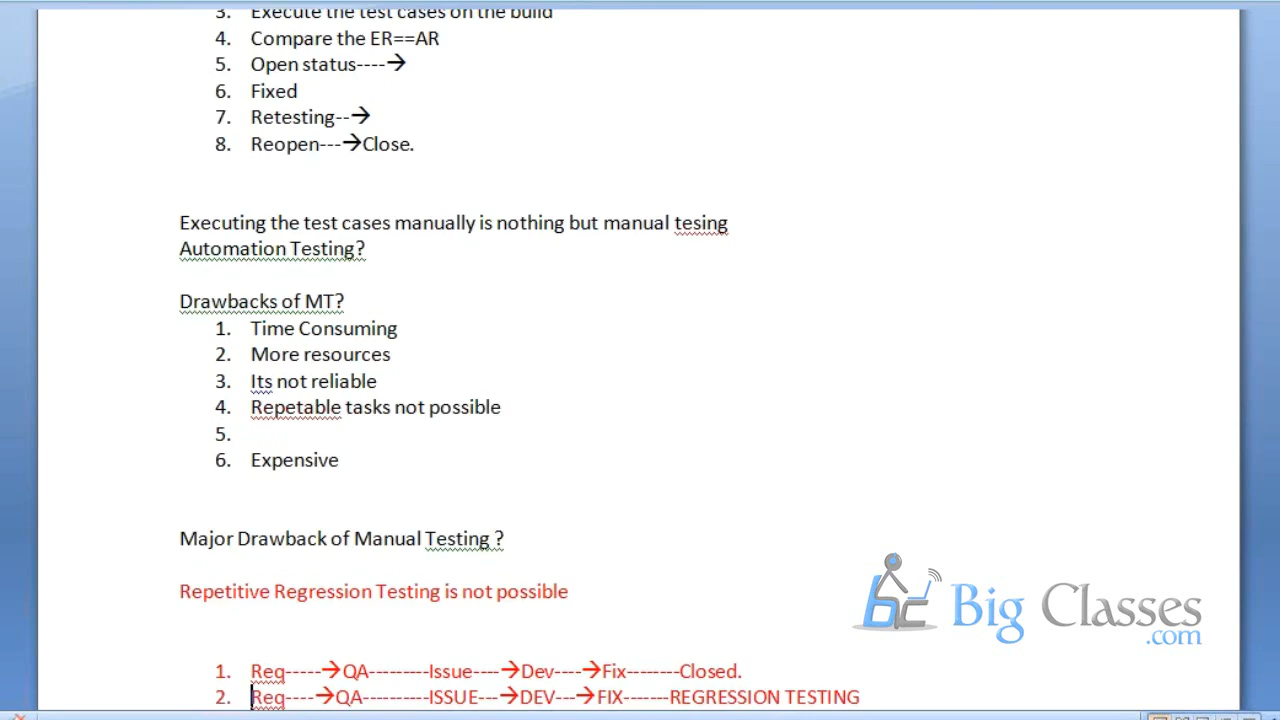 3. Execute the test cases on the build
4. Compare the ER==AR
5. Open status----→
6. Fixed
7. Retesting--→
8. Reopen---→Close.
Executing the test cases manually is nothing but manual tesing
Automation Testing?
Drawbacks of MT?
1. Time Consuming
2. More resources
3. Its not reliable
4. Repetable tasks not possible
5.
6. Expensive
Major Drawback of Manual Testing ?
Repetitive Regression Testing is not possible
bc Big Classes
.com
1. Req-----→QA---------Issue----→Dev----→Fix--------Closed.
2. Req----→QA---------ISSUE---→DEV---→FIX-------REGRESSION TESTING